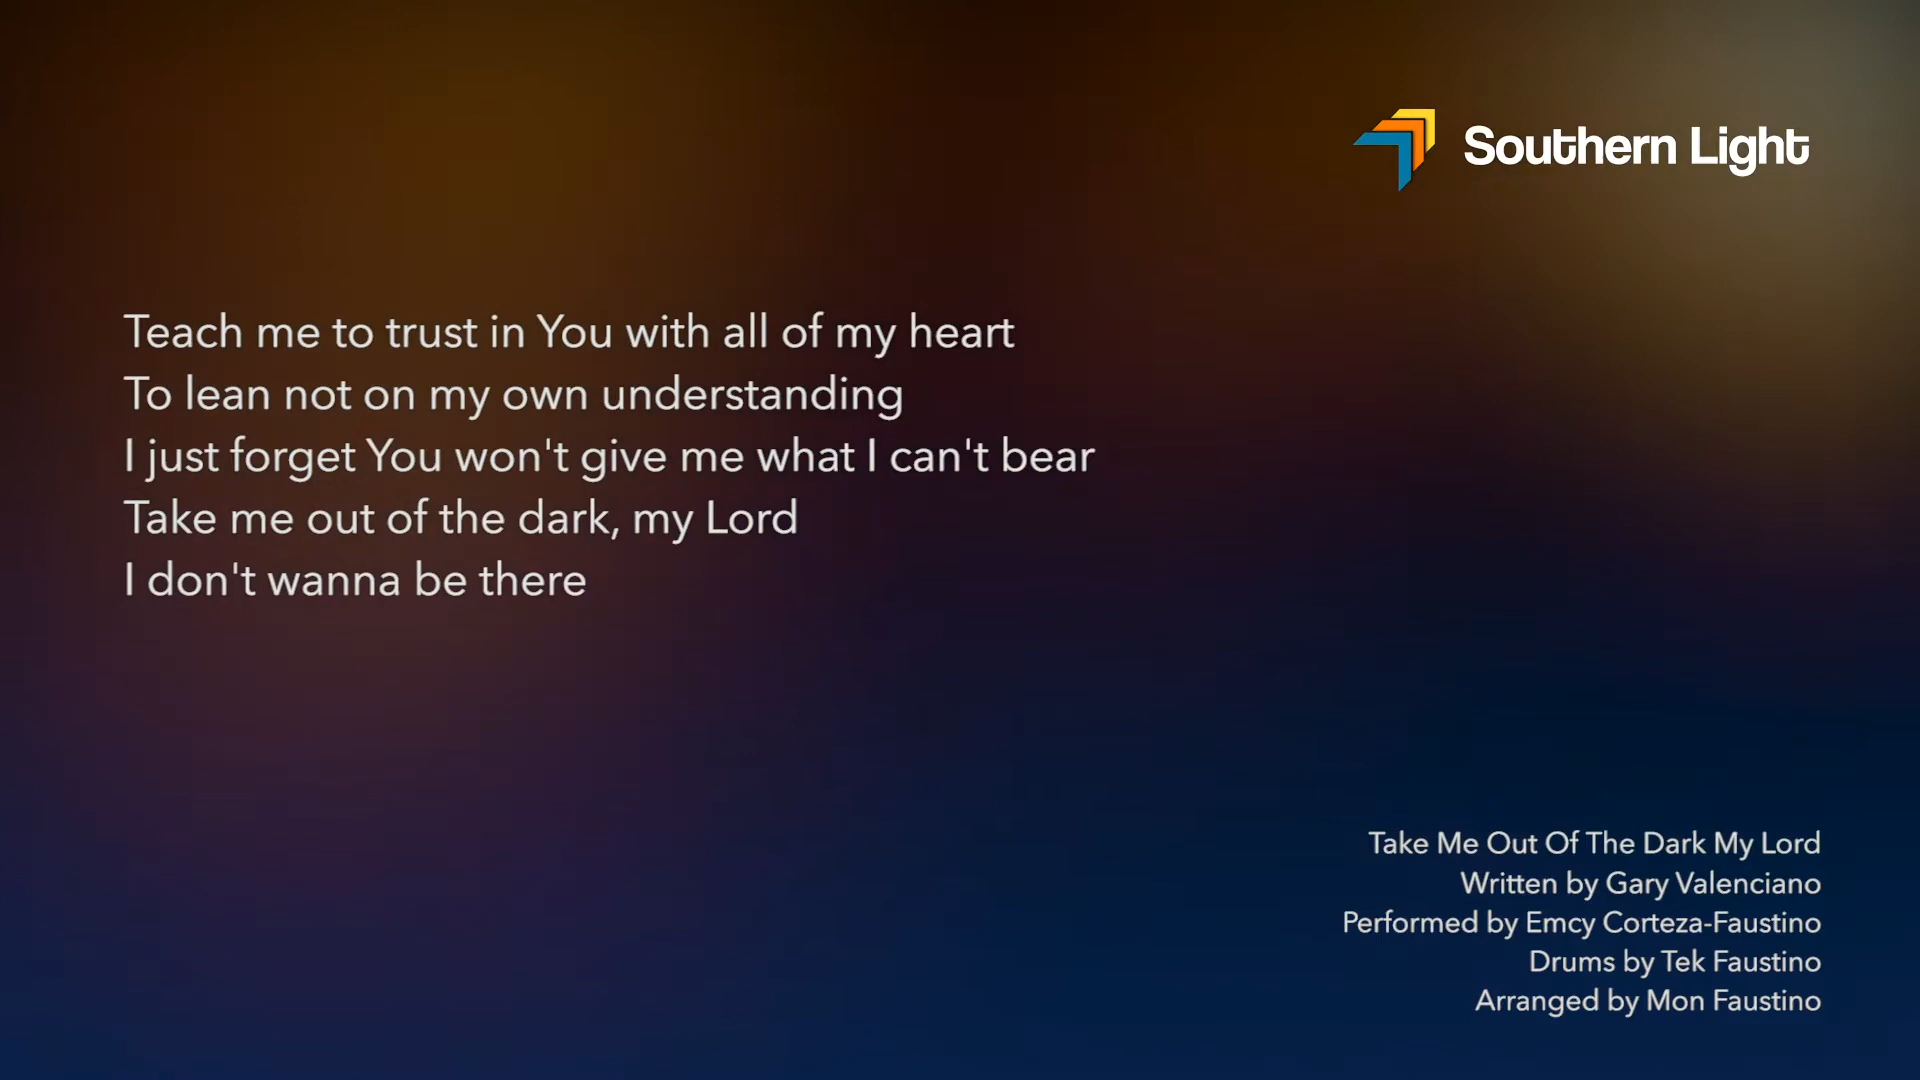 Southern Light
Teach me to trust in You with all of my heart
To lean not on my own understanding
I just forget You won't give me what I can't bear
Take me out of the dark, my Lord
I don't wanna be there
Take Me Out Of The Dark My Lord
Written by Gary Valenciano
Performed by Emcy Corteza-Faustino
Drums by Tek Faustino
Arranged by Mon Faustino